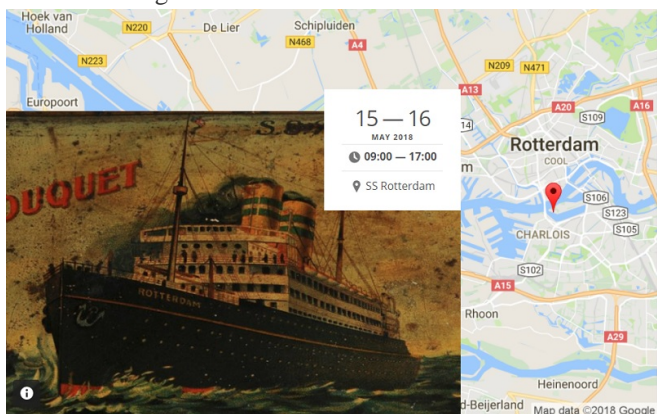 Hoek van
Holland
N220
De Lier
Schipluiden
N468
A4
N223
N209
N471
Europoort
A13
A20
A16
S109
14
15 — 16
MAY 2018
09:00 — 17:00
SS Rotterdam
Rotterdam
COOL
m
S106
S123
S105
CHARLOIS
OUQUET
ROTTERDAM
S102
A15
Rhoon
A29
Heinenoord
d-Beijerland
Map data ©2018 Google